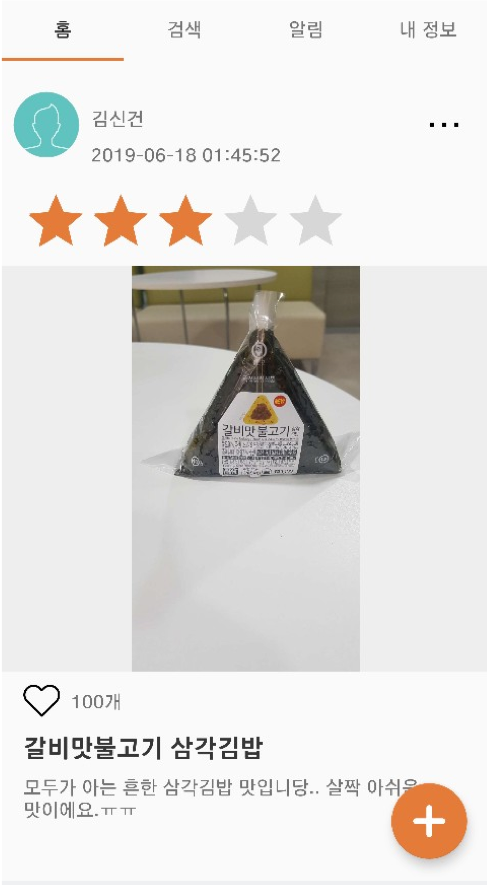 홈 검색 알림 내 정보
김신건
2019-06-18 01:45:52
갈비맛불고기
100개
갈비맛불고기 삼각김밥
모두가 아는 흔한 삼각김밥 맛입니당.. 살짝 아쉬운
맛이에요.ㅠㅠ